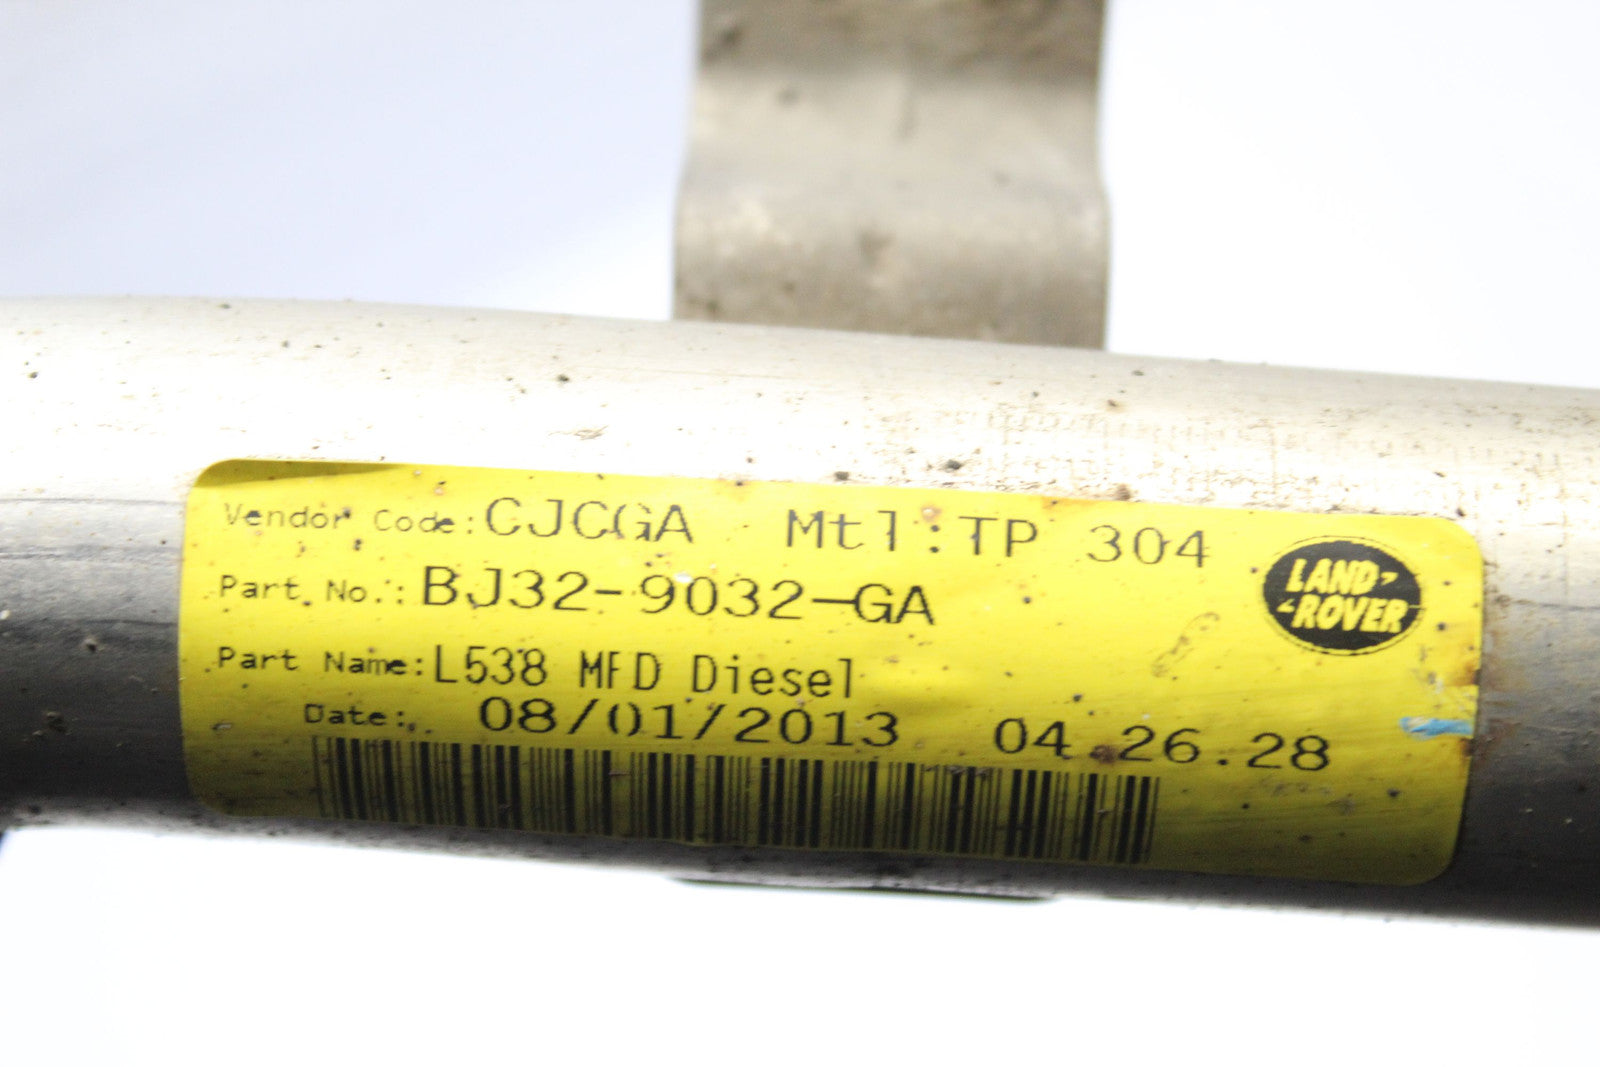 Vendor Code: CJCGA Mtl: TP 304
Part No.: BJ32-9032-GA
Part Name: L538 MFD Diesel
Date: 08/01/2013 04.26.28
LAND-
-ROVER